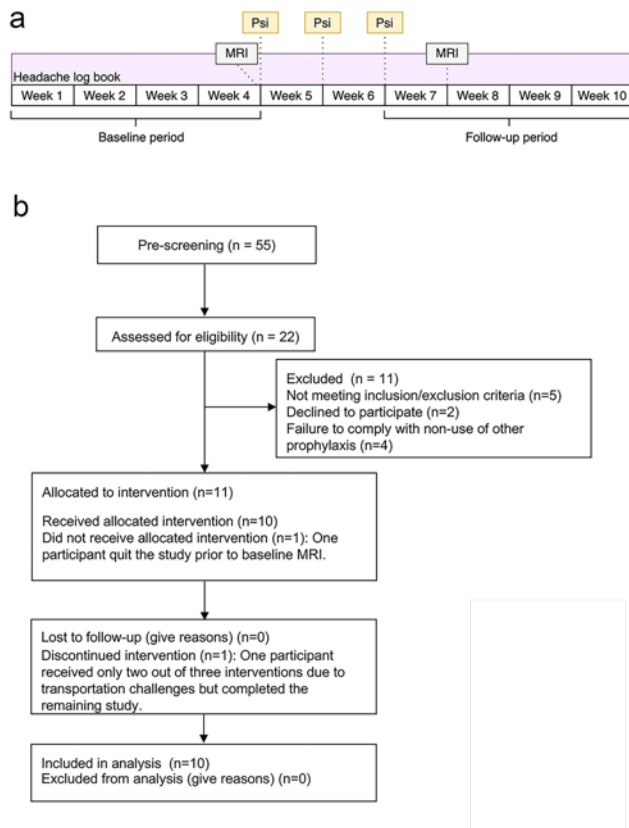 a
Psi
Psi
Psi
MRI
MRI
Headache log book
Week 1
Week 2
Week 3
Week 4
Week 5
Week 6
Week 7
Week 8
Week 9
Week 10
Baseline period
Follow-up period
b
Pre-screening (n = 55)
Assessed for eligibility (n = 22)
Excluded (n = 11)
Not meeting inclusion/exclusion criteria (n=5)
Declined to participate (n=2)
Failure to comply with non-use of other
prophylaxis (n=4)
Allocated to intervention (n=11)
Received allocated intervention (n=10)
Did not receive allocated intervention (n=1): One
participant quit the study prior to baseline MRI.
Lost to follow-up (give reasons) (n=0)
Discontinued intervention (n=1): One participant
received only two out of three interventions due to
transportation challenges but completed the
remaining study.
Included in analysis (n=10)
Excluded from analysis (give reasons) (n=0)